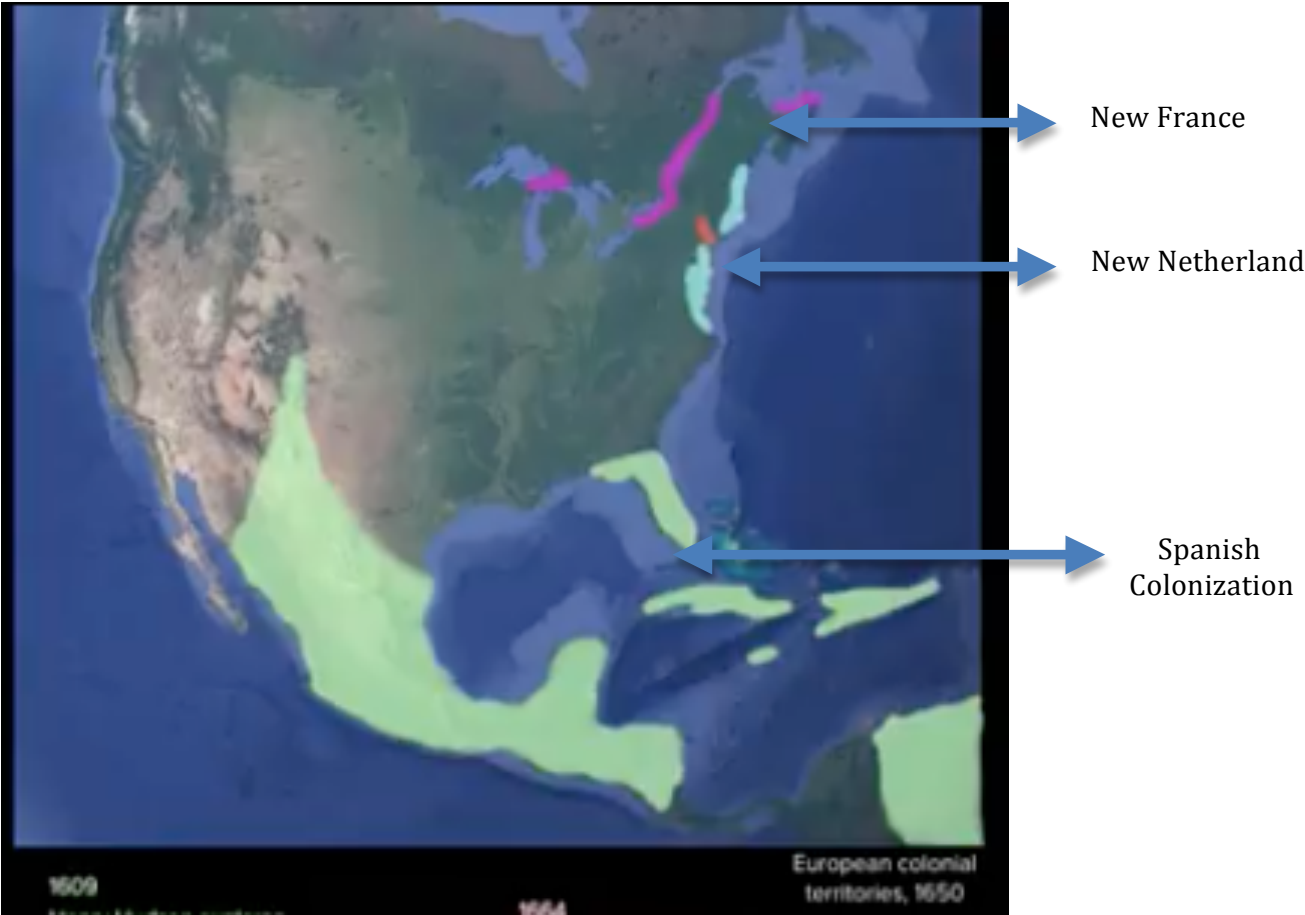 New France
New Netherland
Spanish
Colonization
European colonial
territories, 1650
1609
1664